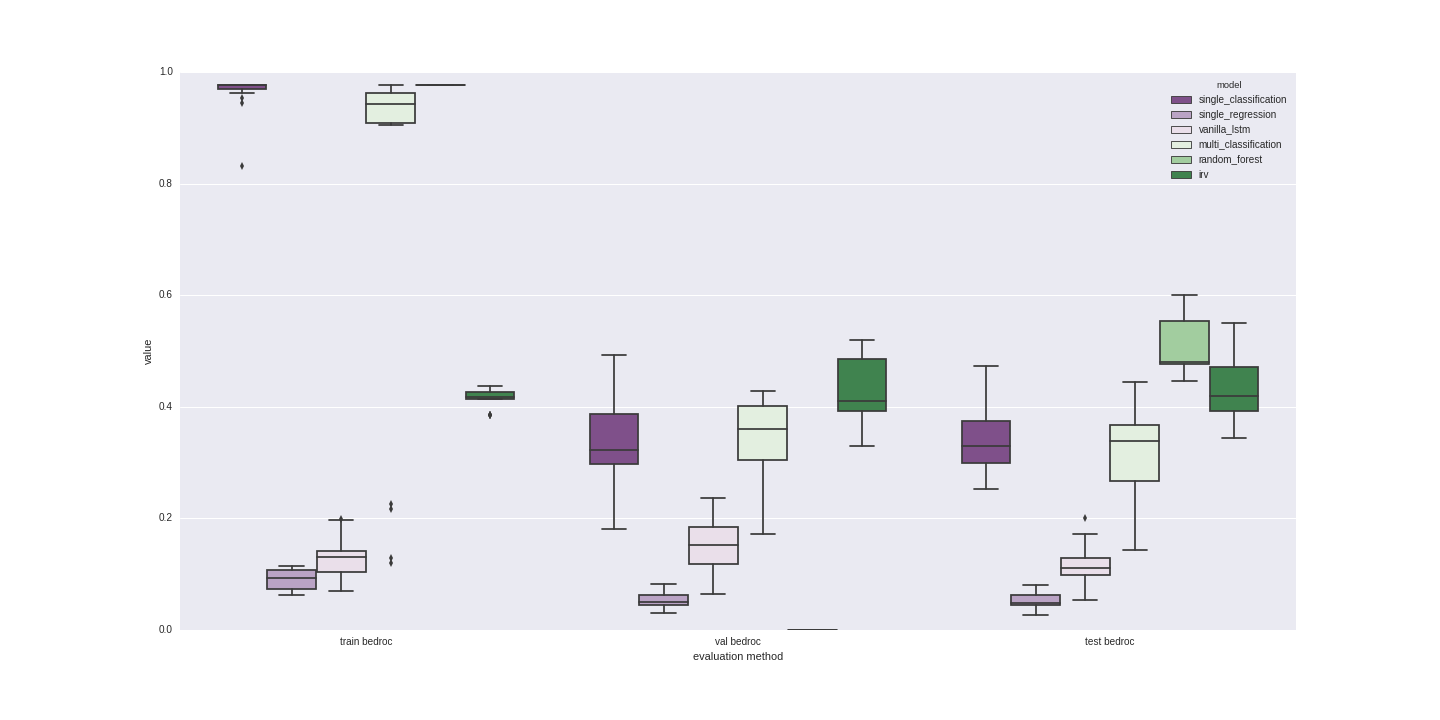 1.0
0.8
0.6
0.4
0.2
0.0
value
model
single_classification
single_regression
vanilla_lstm
multi_classification
random_forest
irv
train bedroc
val bedroc
test bedroc
evaluation method